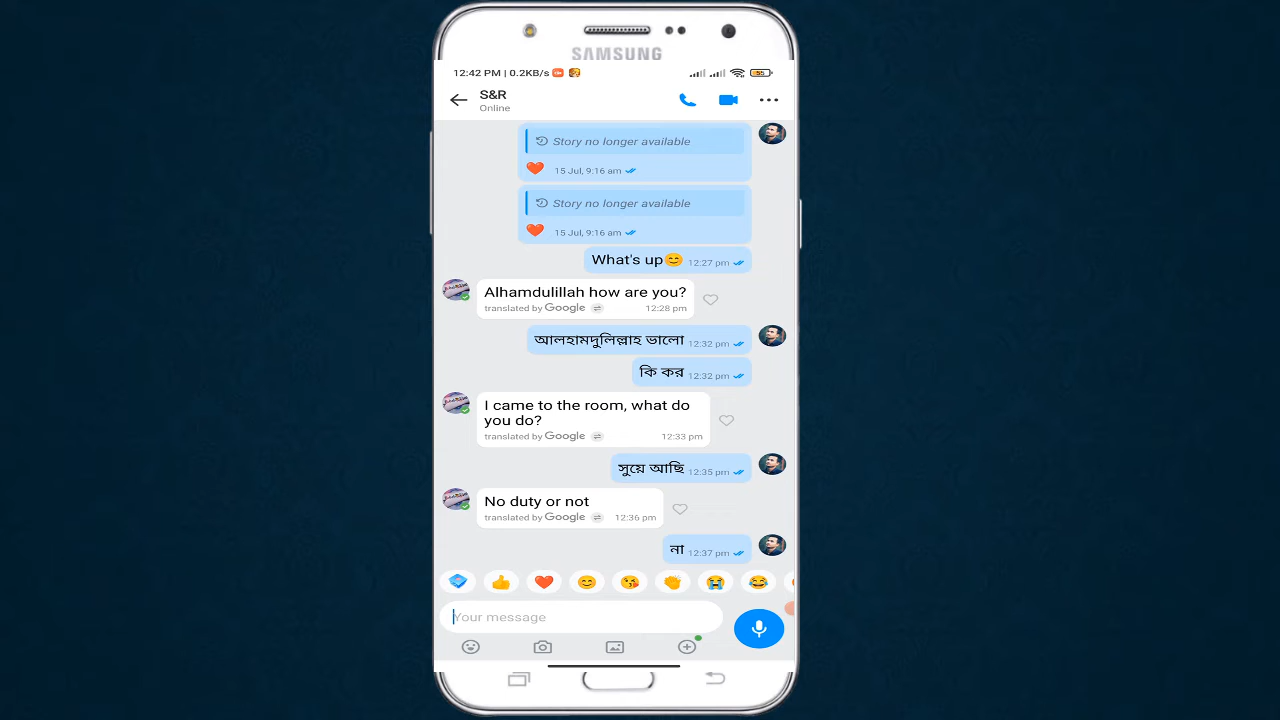 SAMSUNG
12:42 PM | 0.2KB/s 55
S&R
Online
Story no longer available
15 Jul, 9:16 am
Story no longer available
15 Jul, 9:16 am
What's up😊 12:27 pm
Alhamdulillah how are you?
translated by Google 12:28 pm
আলহামদুলিল্লাহ ভালো 12:32 pm
কি কর 12:32 pm
I came to the room, what do
you do?
translated by Google 12:33 pm
সুয়ে আছি 12:35 pm
No duty or not
translated by Google 12:36 pm
না 12:37 pm
Your message